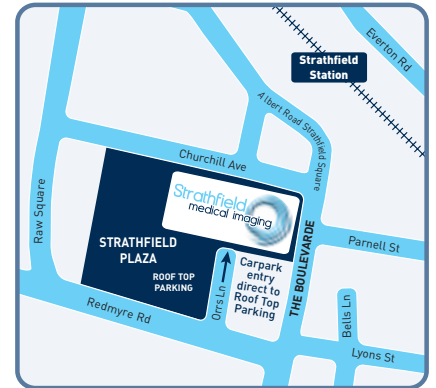 Everton Rd
Strathfield
Station
Albert Road Strathfield Square
Churchill Ave
Strathfield
medical imaging
Raw Square
STRATHFIELD
PLAZA
ROOF TOP
PARKING
Orrs Ln
Carpark
entry
direct to
Roof Top
Parking
THE BOULEVARDE
Parnell St
Redmyre Rd
Bells Ln
Lyons St